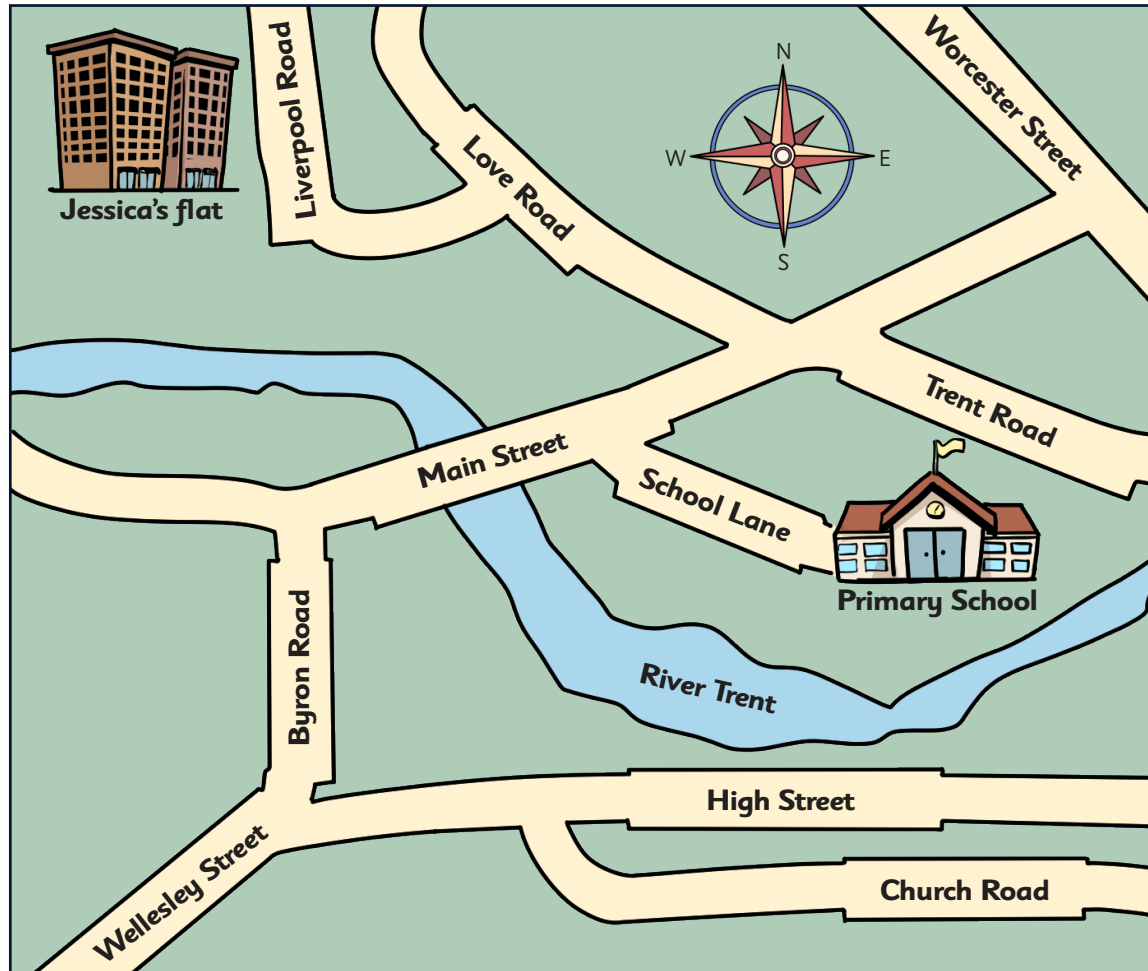 Liverpool Road
Worcester Street
N
Love Road
W
E
Jessica's flat
S
Trent Road
Main Street
School Lane
Primary School
Byron Road
River Trent
High Street
Wellesley Street
Church Road